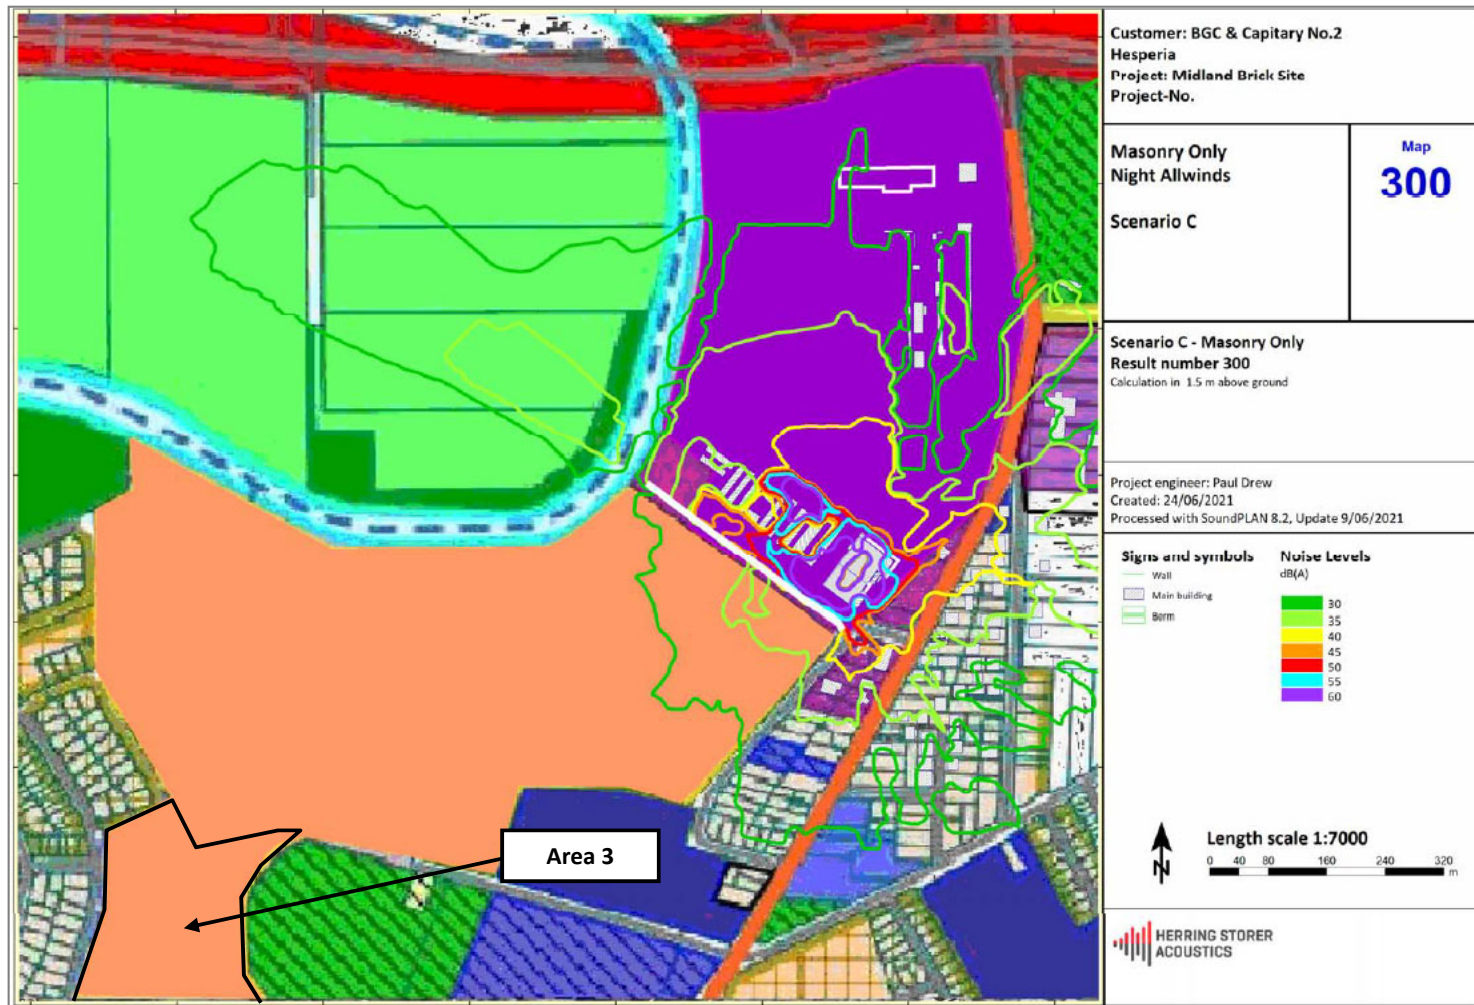 Customer: BGC & Capitary No.2
Hesperia
Project: Midland Brick Site
Project-No.
Masonry Only
Night Allwinds
Scenario C
Map
300
Scenario C - Masonry Only
Result number 300
Calculation in 1.5 m above ground
Project engineer: Paul Drew
Created: 24/06/2021
Processed with SoundPLAN 8.2, Update 9/06/2021
Signs and symbols
Wall
Main building
Berm
Noise Levels
dB(A)
30
35
40
45
50
55
60
Area 3
N
Length scale 1:7000
0 40 80 160 240 320
m
HERRING STORER
ACOUSTICS